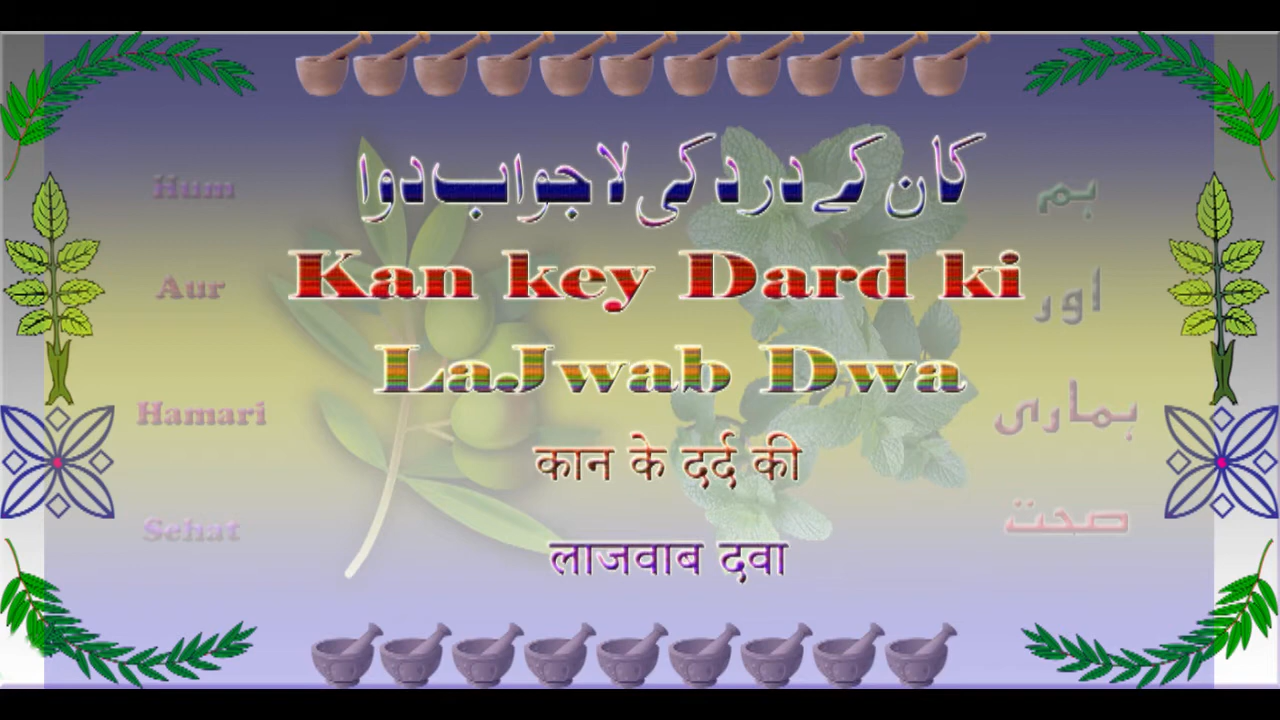 کان کے درد کی لاجواب دوا
Kan key Dard ki
LaJwab Dwa
कान के दर्द की
लाजवाब दवा
Hum
Aur
Hamari
Sehat
ہم
اور
ہماری
صحت